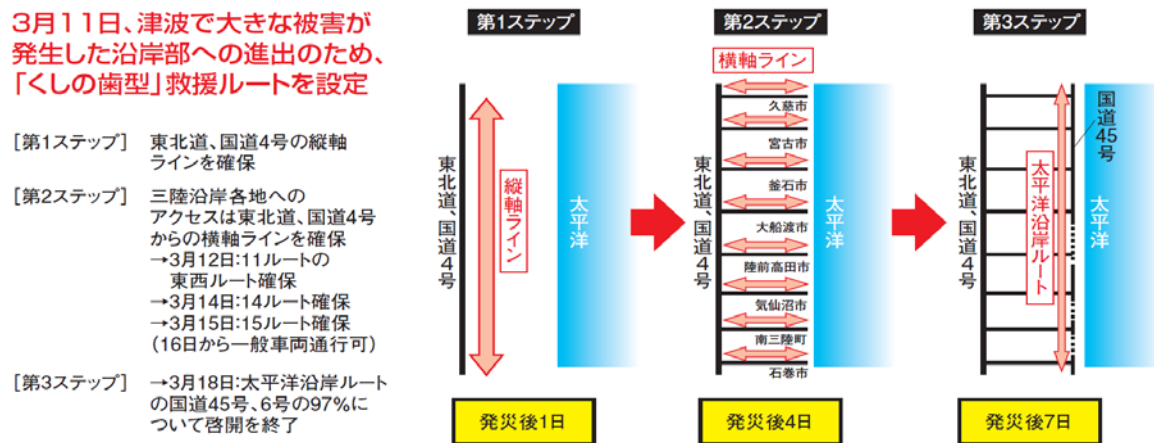 3月11日、津波で大きな被害が
発生した沿岸部への進出のため、
「くしの歯型」救援ルートを設定
[第1ステップ] 東北道、国道4号の縦軸
ラインを確保
[第2ステップ] 三陸沿岸各地への
アクセスは東北道、国道4号
からの横軸ラインを確保
→3月12日:11ルートの
東西ルート確保
→3月14日:14ルート確保
→3月15日:15ルート確保
(16日から一般車両通行可)
[第3ステップ] →3月18日:太平洋沿岸ルート
の国道45号、6号の97%に
ついて啓開を終了
第1ステップ
東北道、国道4号
縦軸ライン
太平洋
発災後1日
第2ステップ
横軸ライン
東北道、国道4号
久慈市
宮古市
釜石市
大船渡市
陸前高田市
気仙沼市
南三陸町
石巻市
太平洋
発災後4日
第3ステップ
東北道、国道4号
太平洋沿岸ルート
国道45号
太平洋
発災後7日